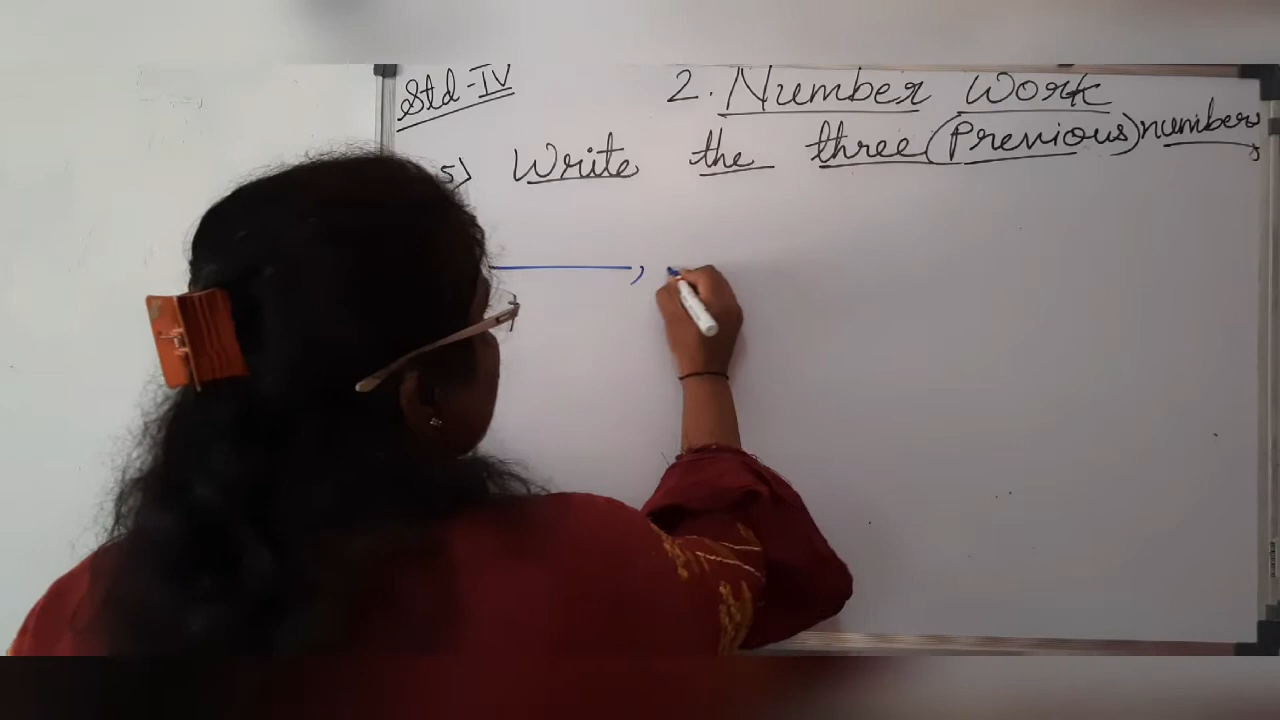 Std-IV
2. Number Work
5) Write the three (Previous) numbers
———,